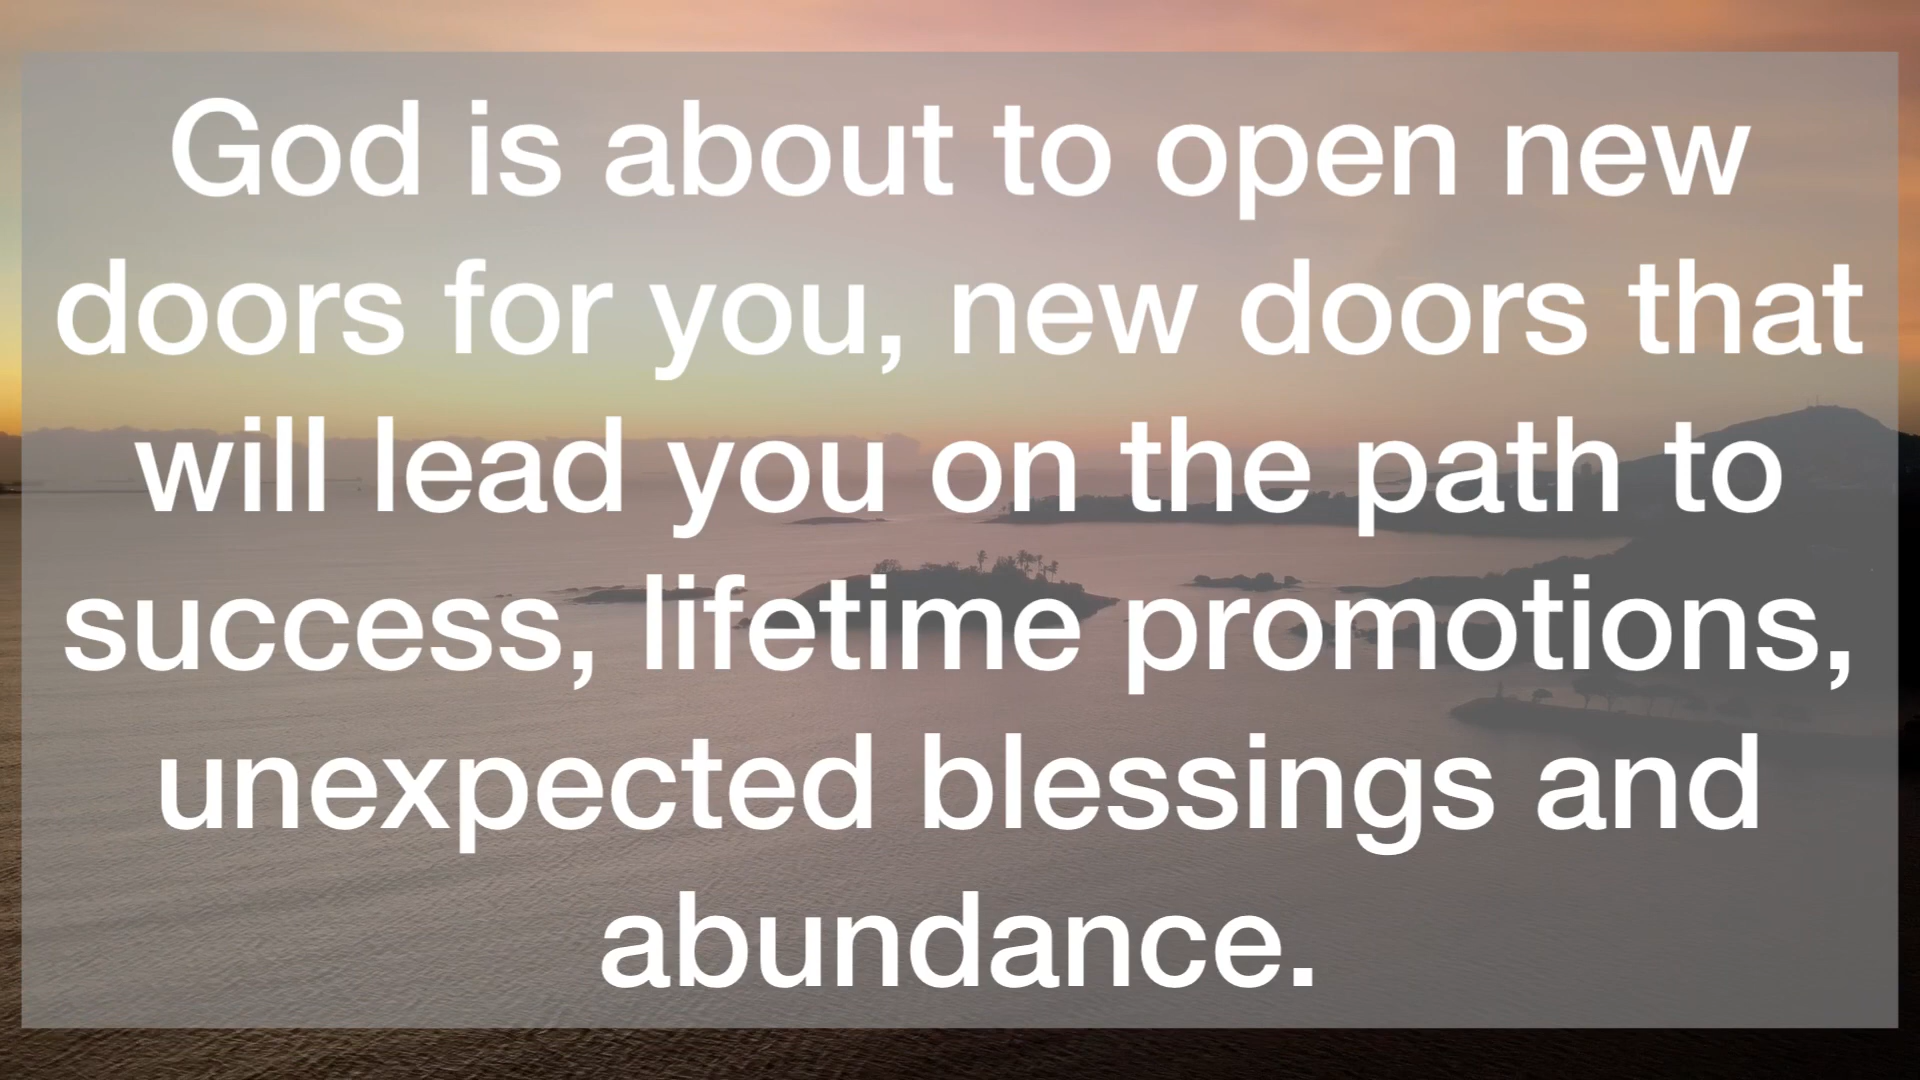 God is about to open new
doors for you, new doors that
will lead you on the path to
success, lifetime promotions,
unexpected blessings and
abundance.